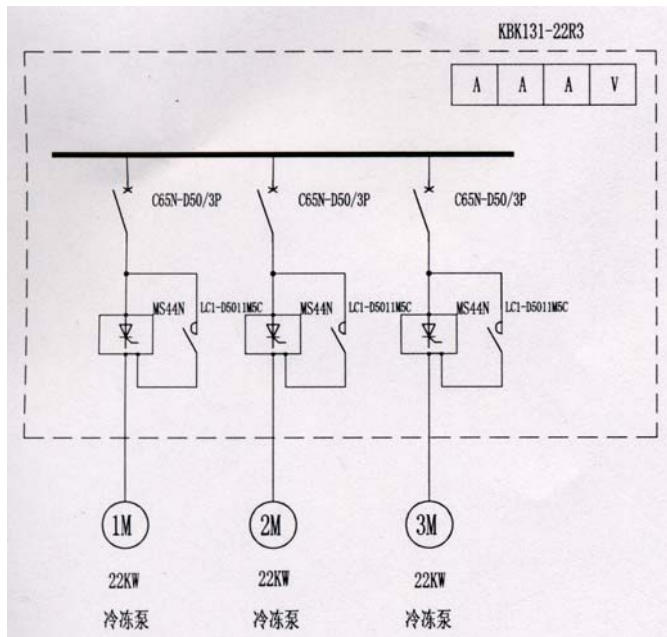 KBK131-22R3
A A A V
C65N-D50/3P C65N-D50/3P C65N-D50/3P
MS44N LC1-D5011M5C MS44N LC1-D5011M5C MS44N LC1-D5011M5C
1M 2M 3M
22KW 22KW 22KW
冷冻泵 冷冻泵 冷冻泵